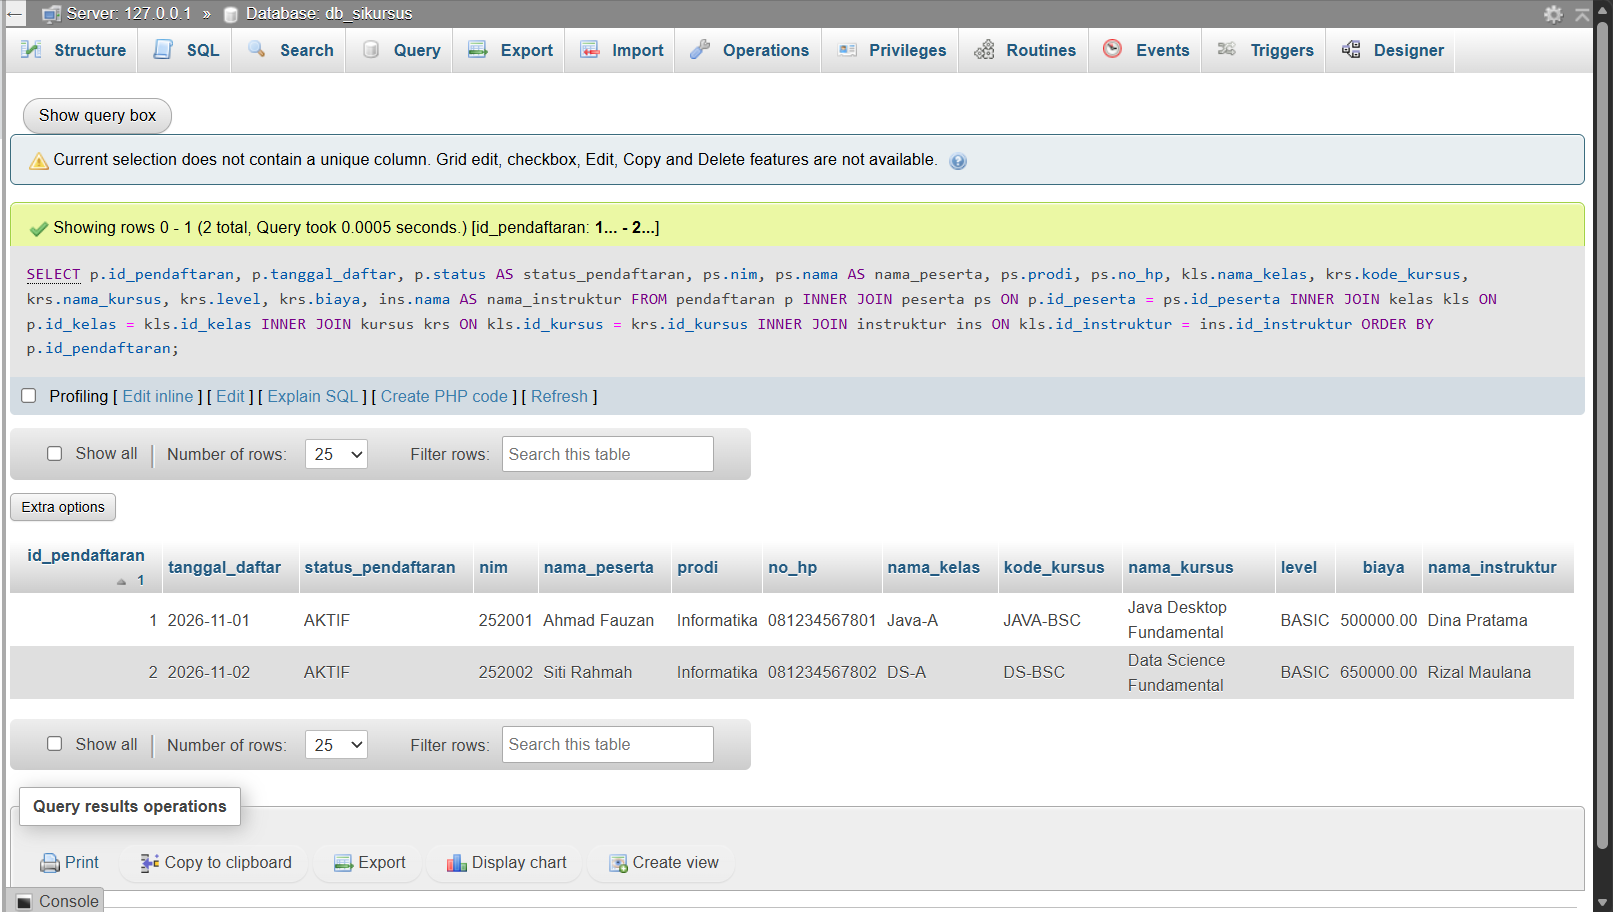 ← Server: 127.0.0.1 » Database: db_sikursus
Structure SQL Search Query Export Import Operations Privileges Routines Events Triggers Designer
Show query box
Current selection does not contain a unique column. Grid edit, checkbox, Edit, Copy and Delete features are not available.
Showing rows 0 - 1 (2 total, Query took 0.0005 seconds.) [id_pendaftaran: 1... - 2...]
SELECT p.id_pendaftaran, p.tanggal_daftar, p.status AS status_pendaftaran, ps.nim, ps.nama AS nama_peserta, ps.prodi, ps.no_hp, kls.nama_kelas, krs.kode_kursus,
krs.nama_kursus, krs.level, krs.biaya, ins.nama AS nama_instruktur FROM pendaftaran p INNER JOIN peserta ps ON p.id_peserta = ps.id_peserta INNER JOIN kelas kls ON
p.id_kelas = kls.id_kelas INNER JOIN kursus krs ON kls.id_kursus = krs.id_kursus INNER JOIN instruktur ins ON kls.id_instruktur = ins.id_instruktur ORDER BY
p.id_pendaftaran;
Profiling [ Edit inline ] [ Edit ] [ Explain SQL ] [ Create PHP code ] [ Refresh ]
Show all Number of rows: 25 Filter rows: Search this table
Extra options
id_pendaftaran 1 tanggal_daftar status_pendaftaran nim nama_peserta prodi no_hp nama_kelas kode_kursus nama_kursus level biaya nama_instruktur
1 2026-11-01 AKTIF 252001 Ahmad Fauzan Informatika 081234567801 Java-A JAVA-BSC Java Desktop Fundamental BASIC 500000.00 Dina Pratama
2 2026-11-02 AKTIF 252002 Siti Rahmah Informatika 081234567802 DS-A DS-BSC Data Science Fundamental BASIC 650000.00 Rizal Maulana
Show all Number of rows: 25 Filter rows: Search this table
Query results operations
Print Copy to clipboard Export Display chart Create view
Console